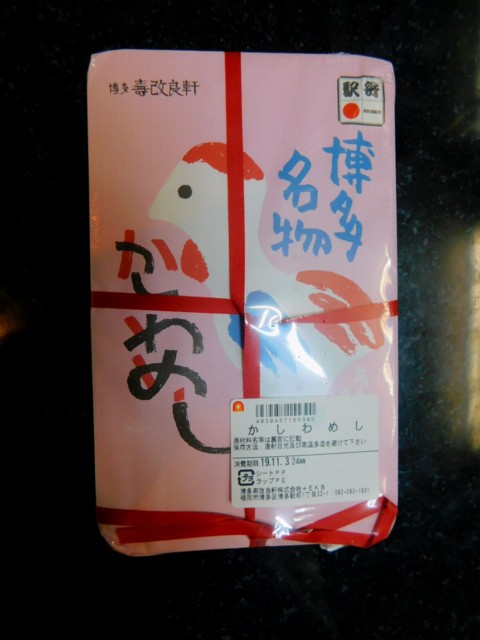 博多 寿改良軒
駅弁
博多
名物
かしわめし
かしわめし
原材料名等は裏面に記載
保存方法:直射日光及び高温多湿を避けて下さい
消費期限 19.11.3 24時
シートPP
ラップPE